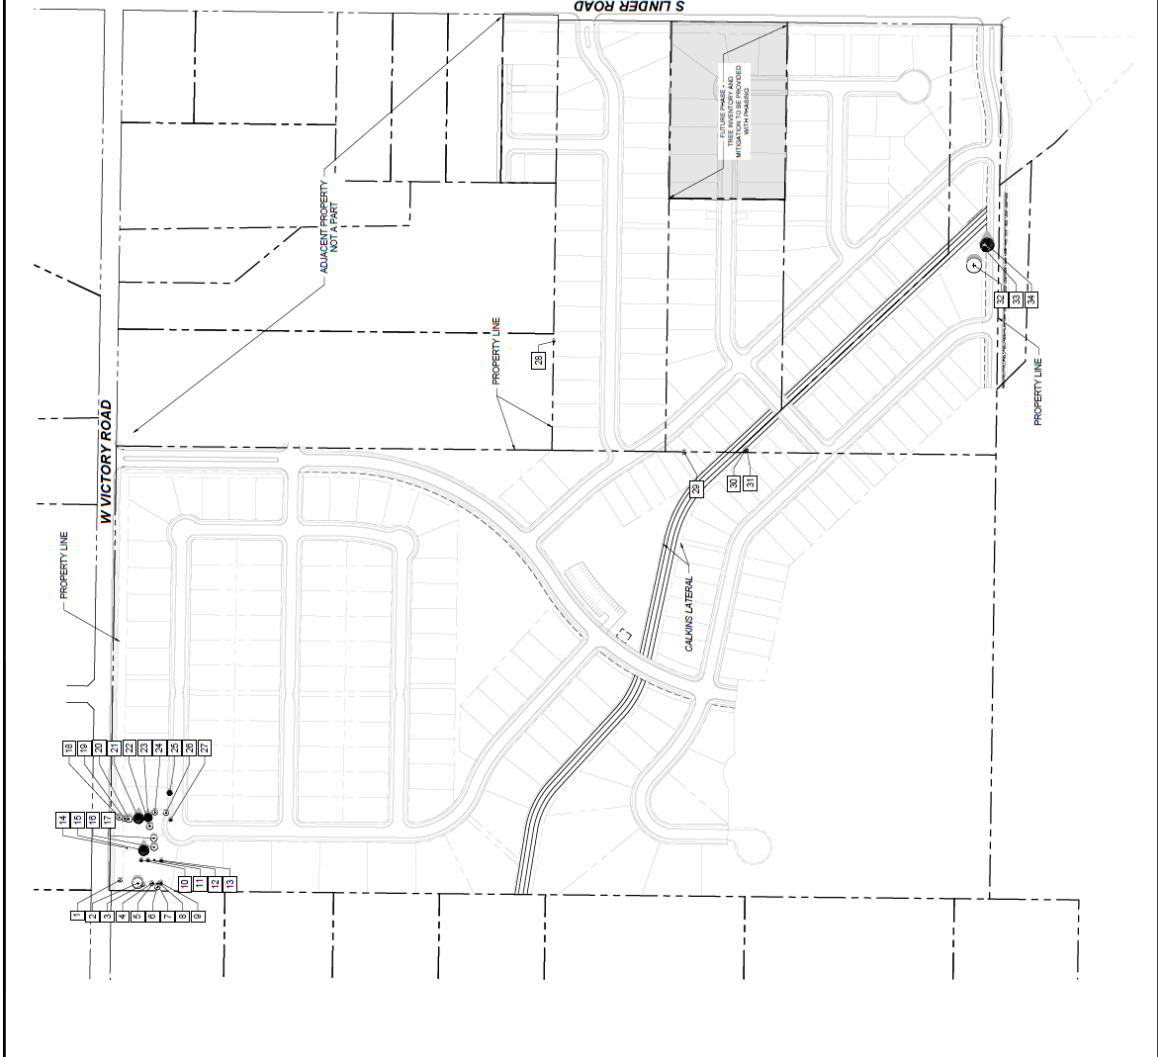 S LINDER ROAD
FUTURE PHASE -
TREE INVENTORY AND
MITIGATION TO BE PROVIDED
WITH PHASING
ADJACENT PROPERTY
NOT A PART
PROPERTY LINE
28
32
33
34
PROPERTY LINE
W VICTORY ROAD
29
30
31
PROPERTY LINE
CALKINS LATERAL
18
19
20
21
22
23
24
25
26
27
14
15
16
17
10
11
12
13
1
2
3
4
5
6
7
8
9